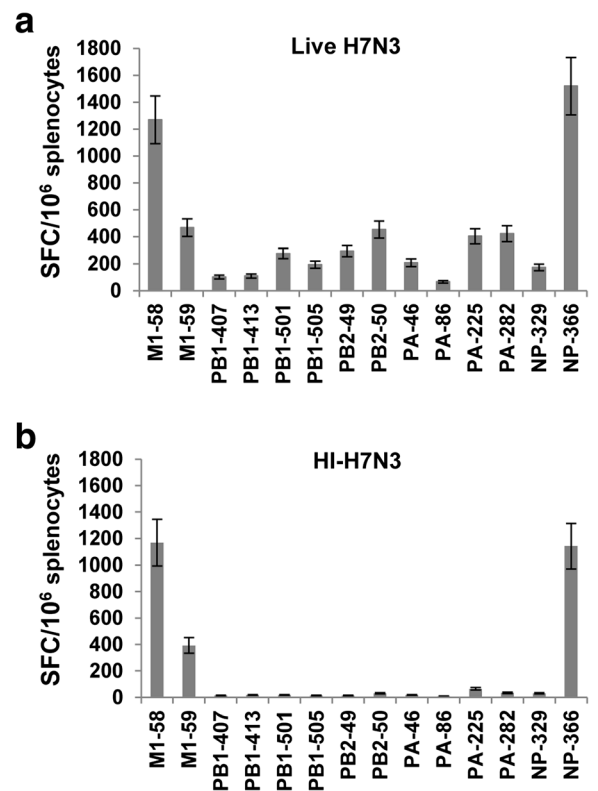 a
Live H7N3
SFC/10⁶ splenocytes
1800
1600
1400
1200
1000
800
600
400
200
0
M1-58
M1-59
PB1-407
PB1-413
PB1-501
PB1-505
PB2-49
PB2-50
PA-46
PA-86
PA-225
PA-282
NP-329
NP-366
b
HI-H7N3
SFC/10⁶ splenocytes
1800
1600
1400
1200
1000
800
600
400
200
0
M1-58
M1-59
PB1-407
PB1-413
PB1-501
PB1-505
PB2-49
PB2-50
PA-46
PA-86
PA-225
PA-282
NP-329
NP-366